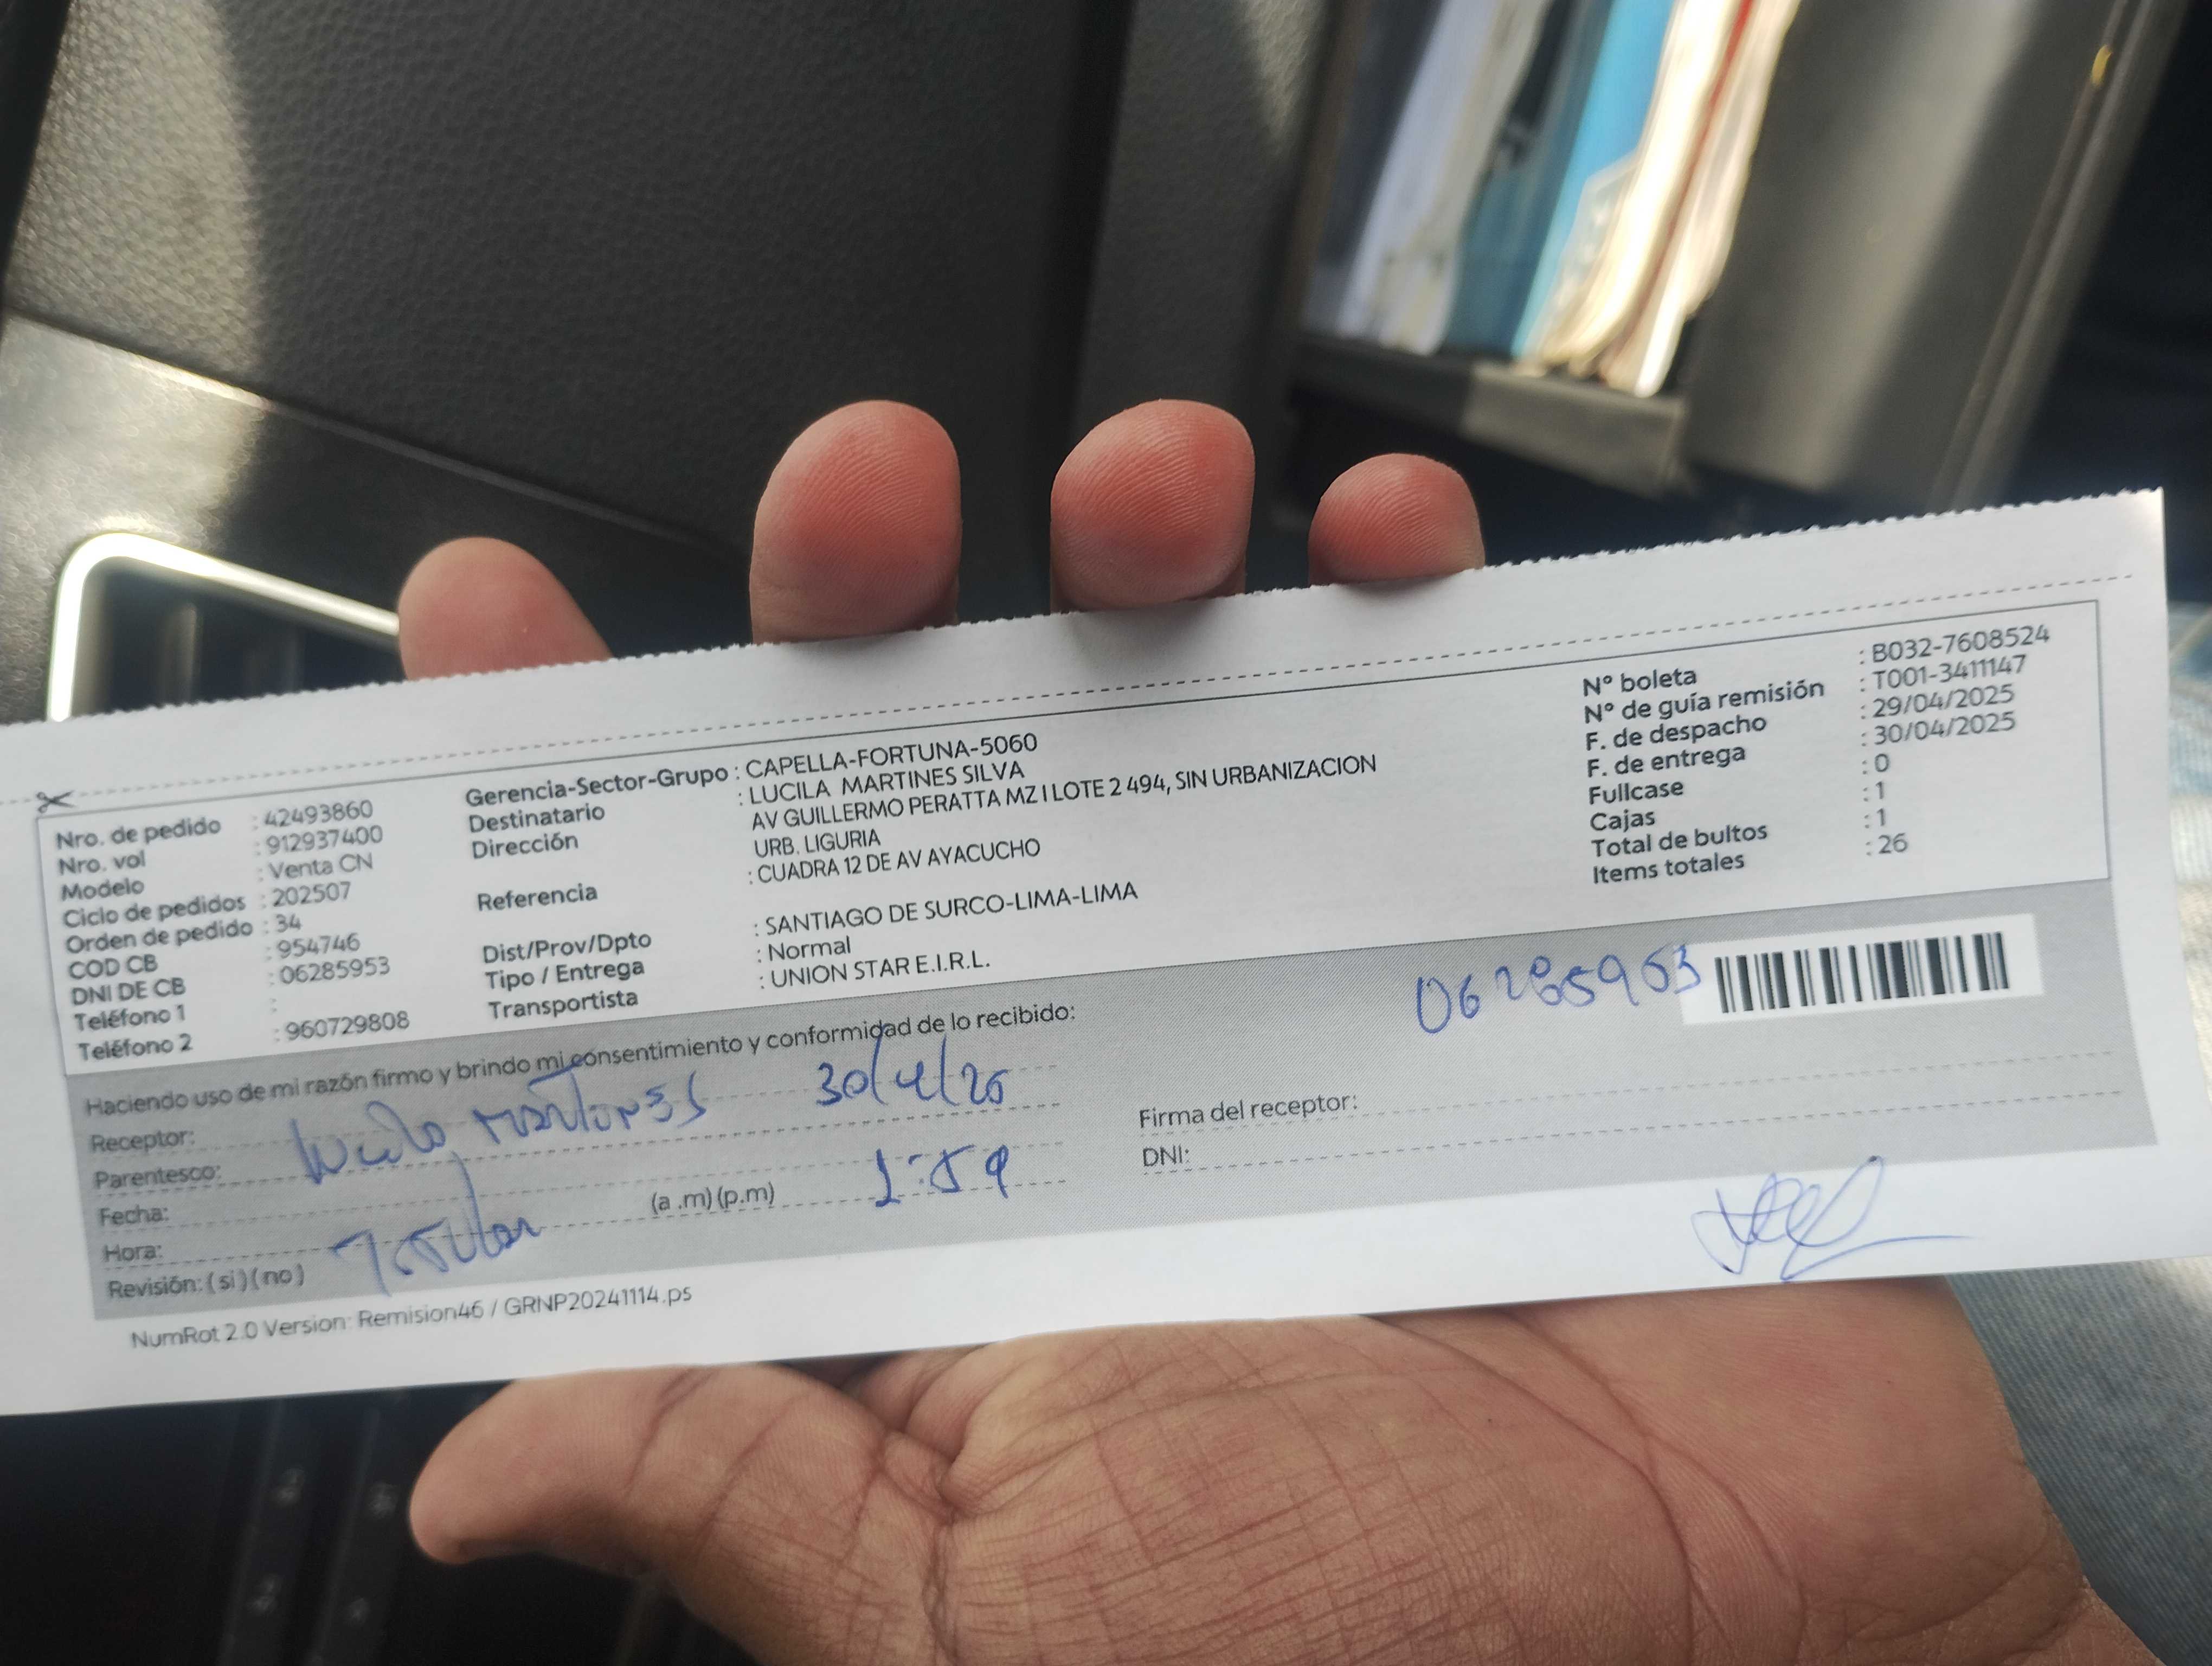 Nro. de pedido : 42493860
Nro. vol : 912937400
Modelo : Venta CN
Ciclo de pedidos : 202507
Orden de pedido : 34
COD CB : 954746
DNI DE CB : 06285953
Teléfono 1 :
Teléfono 2 : 960729808
Gerencia-Sector-Grupo : CAPELLA-FORTUNA-5060
Destinatario : LUCILA MARTINES SILVA
Dirección AV GUILLERMO PERATTA MZ I LOTE 2 494, SIN URBANIZACION
URB. LIGURIA
Referencia : CUADRA 12 DE AV AYACUCHO
Dist/Prov/Dpto : SANTIAGO DE SURCO-LIMA-LIMA
Tipo / Entrega : Normal
Transportista : UNION STAR E.I.R.L.
N° boleta : B032-7608524
N° de guía remisión : T001-3411147
F. de despacho : 29/04/2025
F. de entrega : 30/04/2025
Fullcase : 0
Cajas : 1
Total de bultos : 1
Items totales : 26
Haciendo uso de mi razón firmo y brindo mi consentimiento y conformidad de lo recibido:
Receptor:
Parentesco:
Fecha:
Hora: (a .m) (p.m)
Revisión: ( si ) ( no )
30/4/25
1:59
Titular
Firma del receptor:
DNI:
NumRot 2.0 Version: Remision46 / GRNP20241114.ps